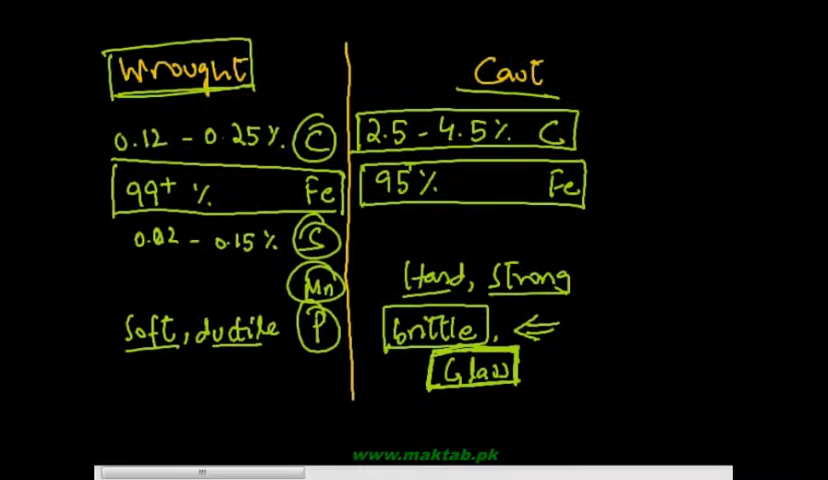 Wrought
0.12 - 0.25 %. C
99+ % Fe
0.02 - 0.15 % S
Mn
Soft, ductile P
Cast
2.5 - 4.5 %. C
95 % Fe
Hard, Strong
brittle,
Glass
www.maktab.pk